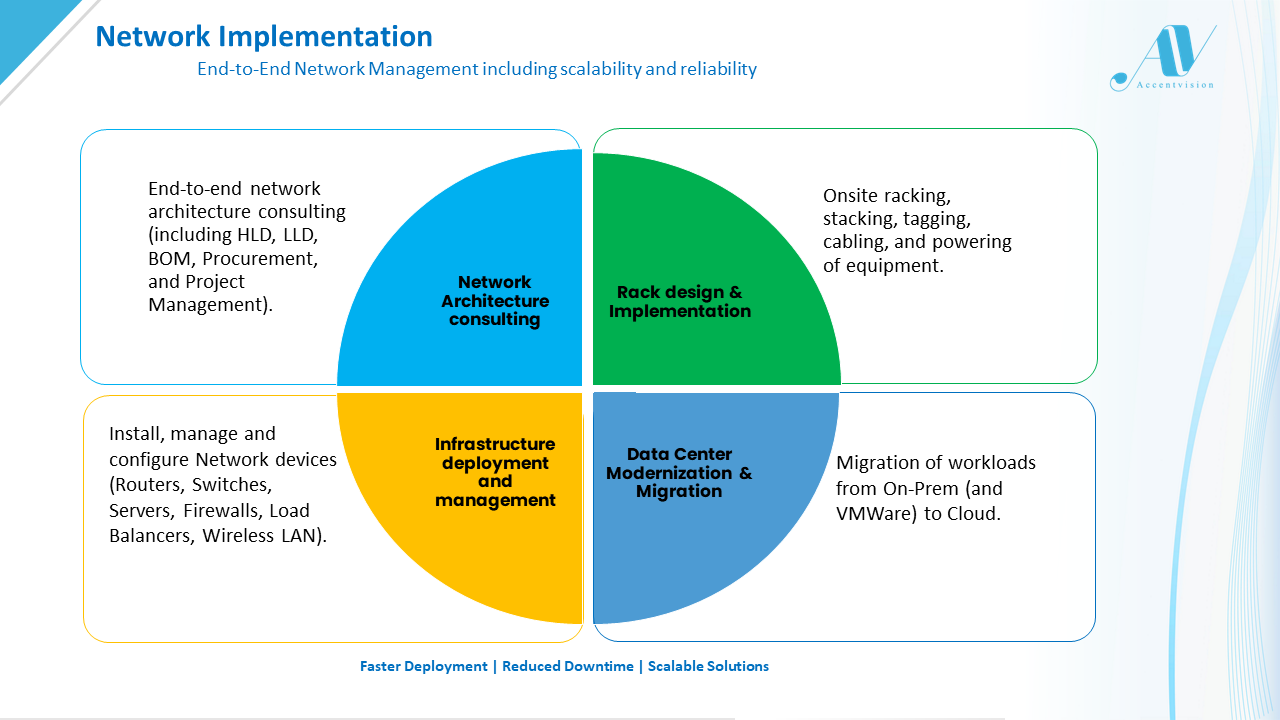 Network Implementation
End-to-End Network Management including scalability and reliability
Accentvision
End-to-end network
architecture consulting
(including HLD, LLD,
BOM, Procurement,
and Project
Management).
Network
Architecture
consulting
Rack design &
Implementation
Onsite racking,
stacking, tagging,
cabling, and powering
of equipment.
Install, manage and
configure Network devices
(Routers, Switches,
Servers, Firewalls, Load
Balancers, Wireless LAN).
Infrastructure
deployment
and
management
Data Center
Modernization &
Migration
Migration of workloads
from On-Prem (and
VMWare) to Cloud.
Faster Deployment | Reduced Downtime | Scalable Solutions